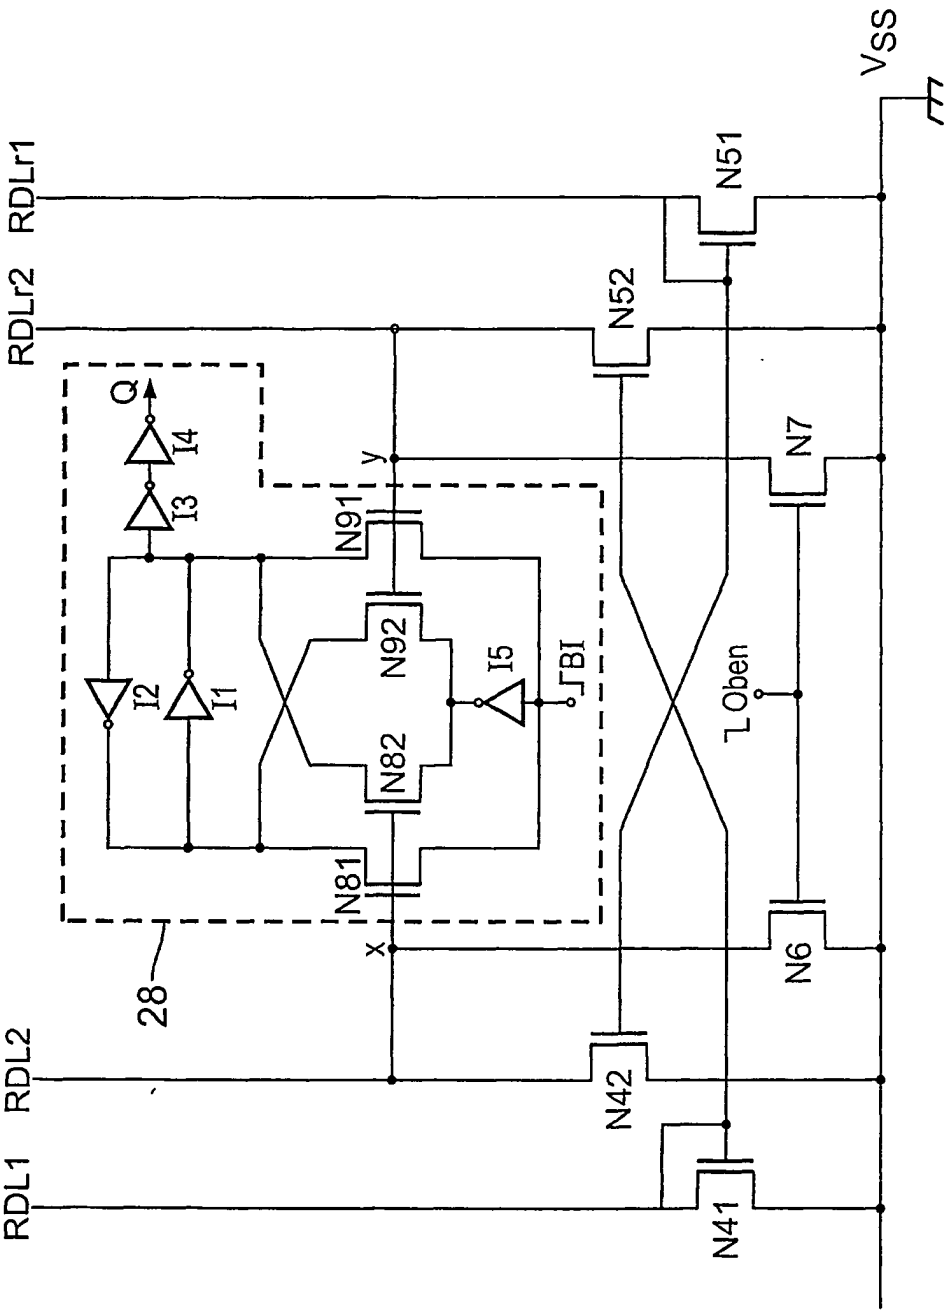 RDL1
RDL2
RDLr2
RDLr1
28
I2
I1
I3
I4
Q
x
N81
N82
N92
N91
y
I5
BI
N42
N52
N41
N51
Oben
N6
N7
VSS